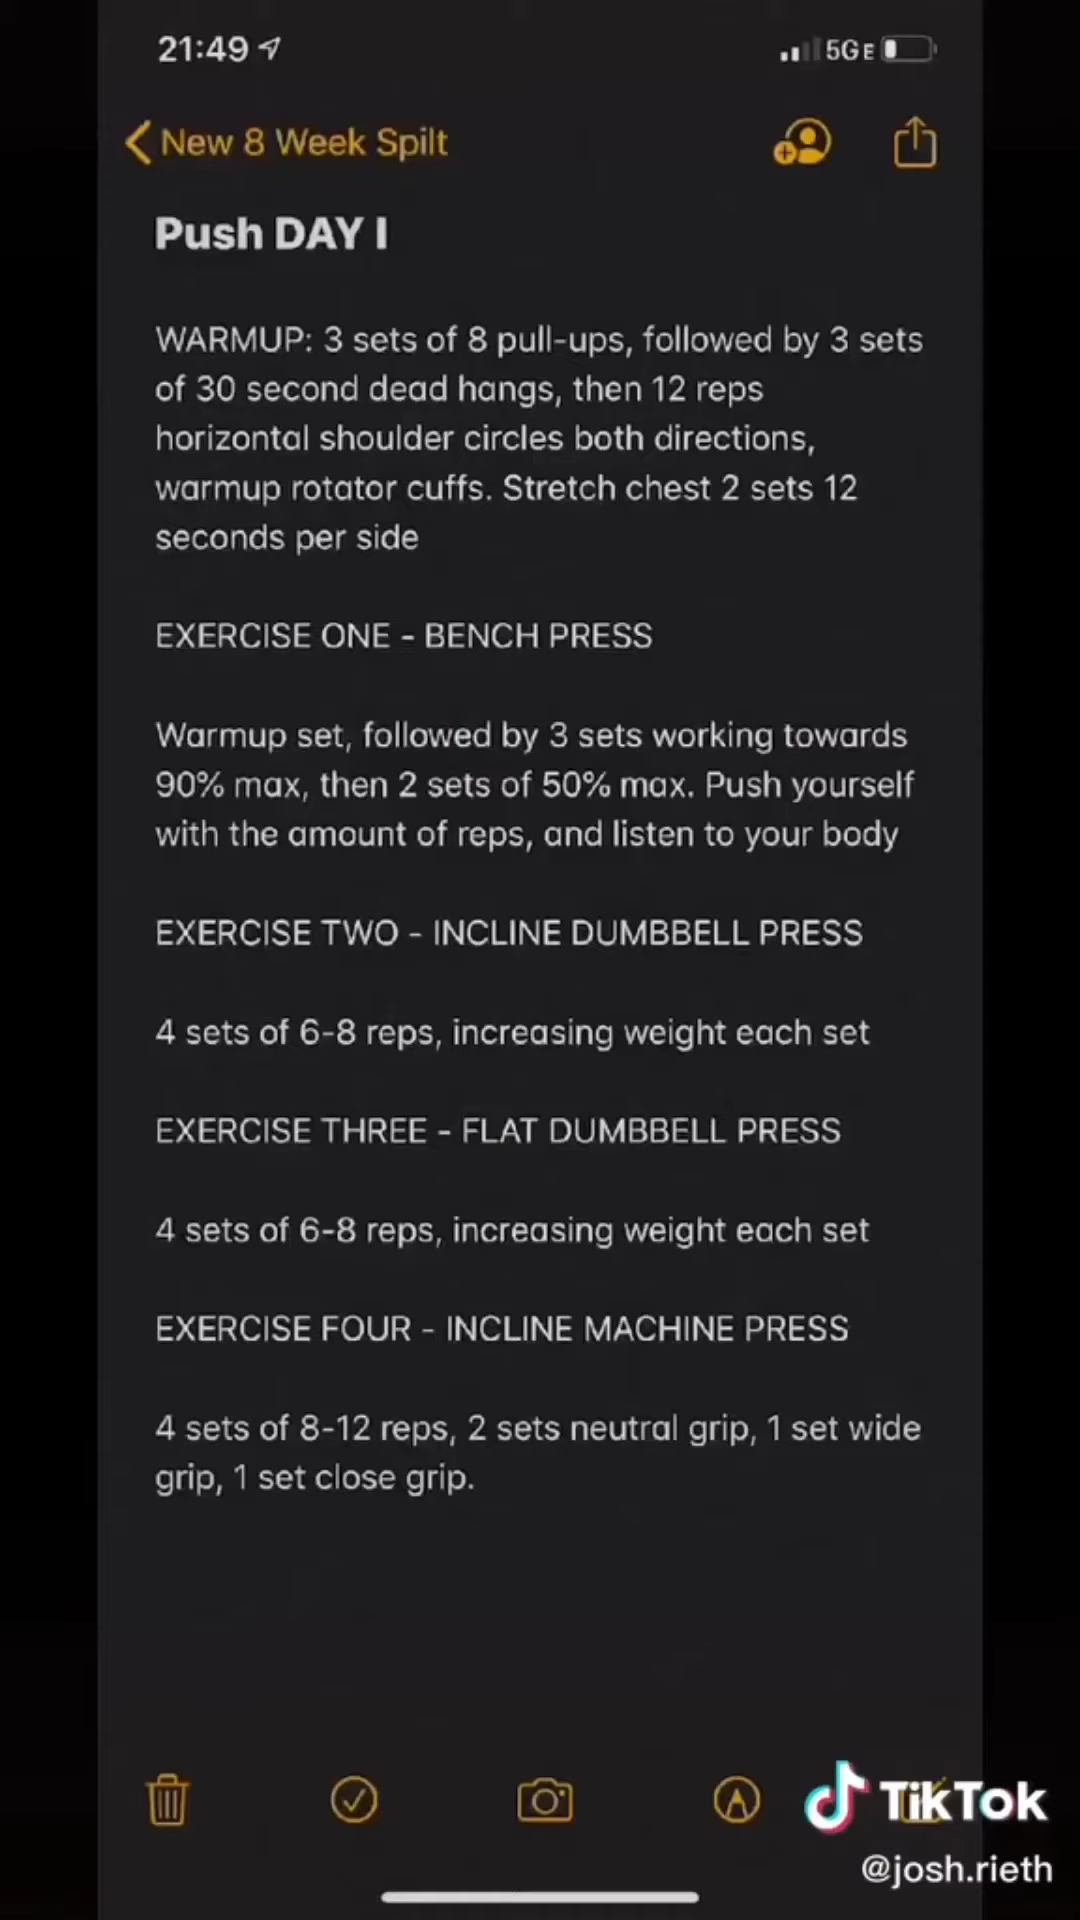 21:49
5GE
New 8 Week Spilt
Push DAY I
WARMUP: 3 sets of 8 pull-ups, followed by 3 sets
of 30 second dead hangs, then 12 reps
horizontal shoulder circles both directions,
warmup rotator cuffs. Stretch chest 2 sets 12
seconds per side
EXERCISE ONE - BENCH PRESS
Warmup set, followed by 3 sets working towards
90% max, then 2 sets of 50% max. Push yourself
with the amount of reps, and listen to your body
EXERCISE TWO - INCLINE DUMBBELL PRESS
4 sets of 6-8 reps, increasing weight each set
EXERCISE THREE - FLAT DUMBBELL PRESS
4 sets of 6-8 reps, increasing weight each set
EXERCISE FOUR - INCLINE MACHINE PRESS
4 sets of 8-12 reps, 2 sets neutral grip, 1 set wide
grip, 1 set close grip.
TikTok
@josh.rieth